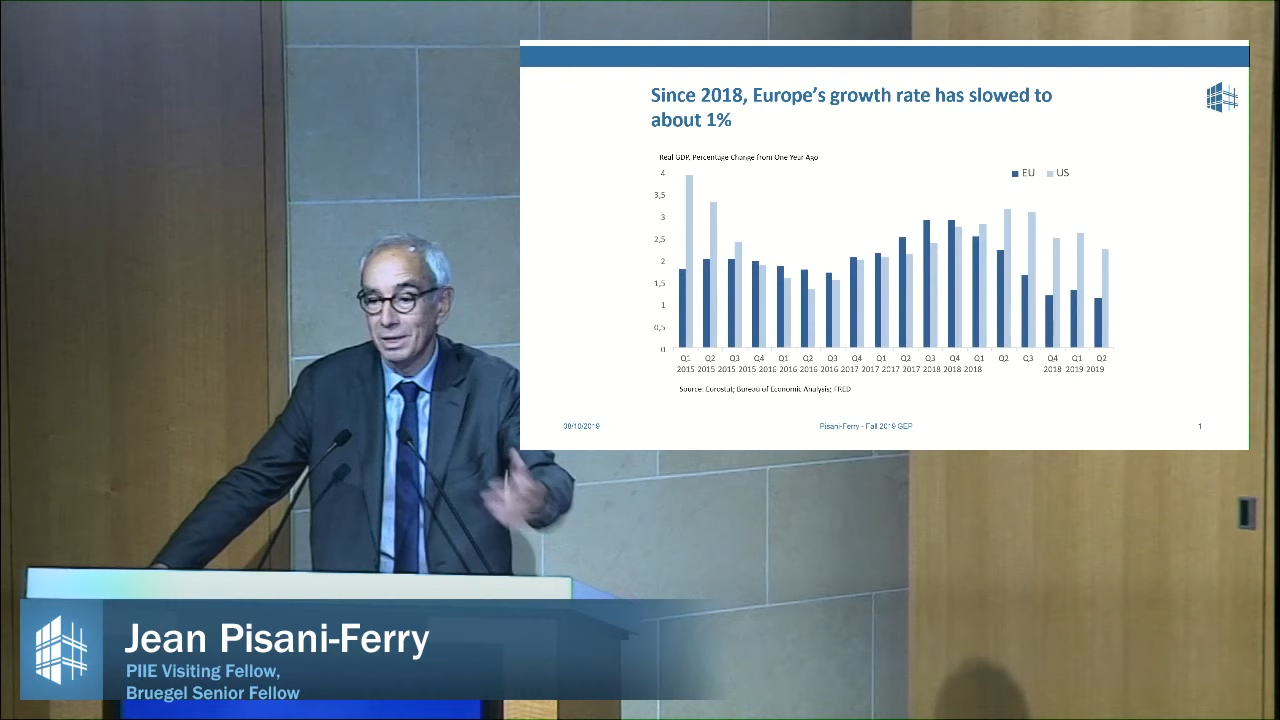 Since 2018, Europe's growth rate has slowed to
about 1%
Real GDP, Percentage Change from One Year Ago
EU US
4
3,5
3
2,5
2
1,5
1
0,5
0
Q1 Q2 Q3 Q4 Q1 Q2 Q3 Q4 Q1 Q2 Q3 Q4 Q1 Q2 Q3 Q4 Q1 Q2
2015 2015 2015 2015 2016 2016 2016 2016 2017 2017 2017 2017 2018 2018 2018 2018 2019 2019
Source: Eurostat; Bureau of Economic Analysis; FRED
08/10/2019 Pisani-Ferry - Fall 2019 GEP 1
Jean Pisani-Ferry
PIIE Visiting Fellow,
Bruegel Senior Fellow